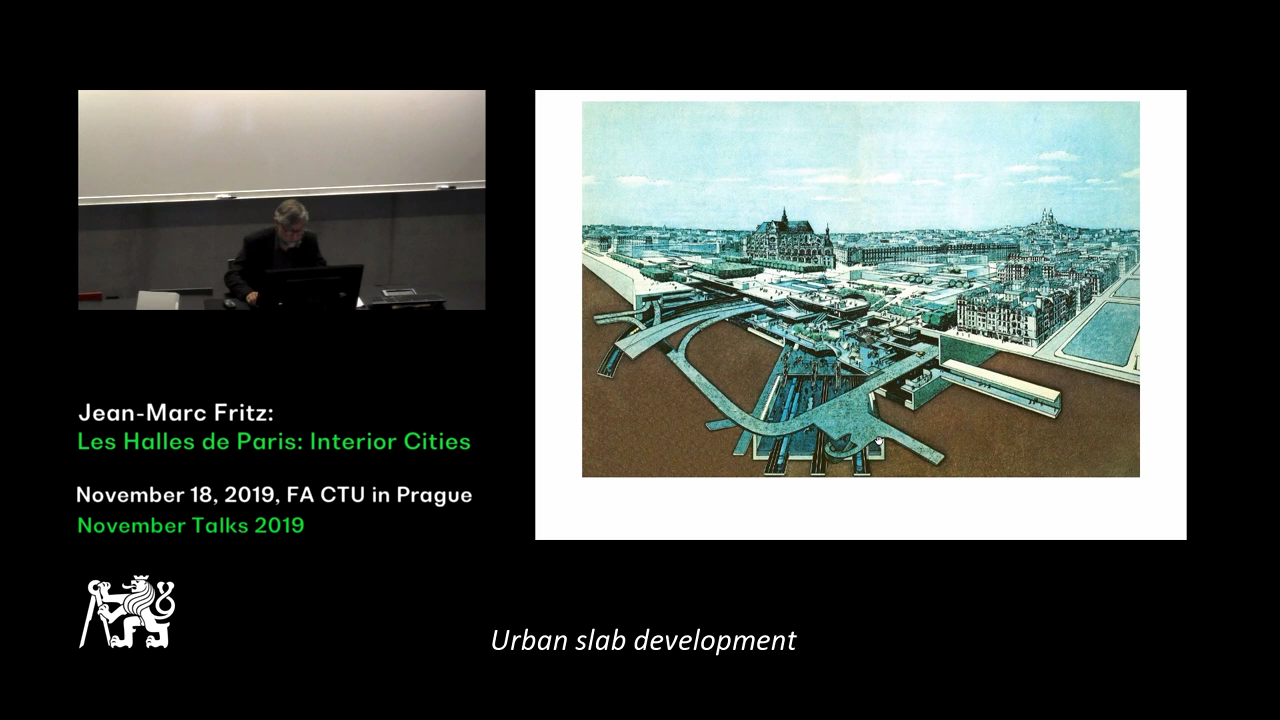 Jean-Marc Fritz:
Les Halles de Paris: Interior Cities
November 18, 2019, FA CTU in Prague
November Talks 2019
Urban slab development